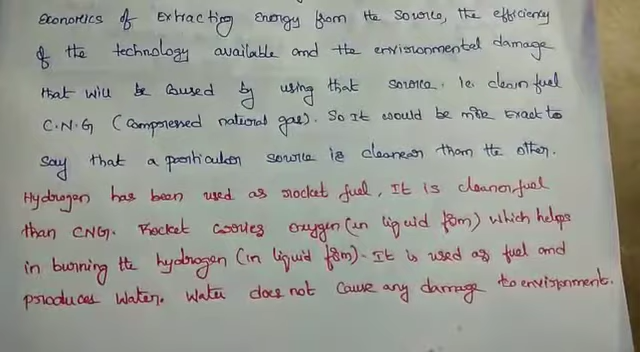 Economics of extracting energy from the source, the efficiency
of the technology available and the environmental damage
that will be caused by using that source. Ie. clean fuel
C.N.G (compressed natural gas). So It would be more exact to
say that a particular source is cleaner than the other.
Hydrogen has been used as rocket fuel, It is cleaner fuel
than CNG. Rocket carries oxygen (in liquid form) which helps
in burning the hydrogen (in liquid form). It is used as fuel and
produces water. Water does not cause any damage to environment.